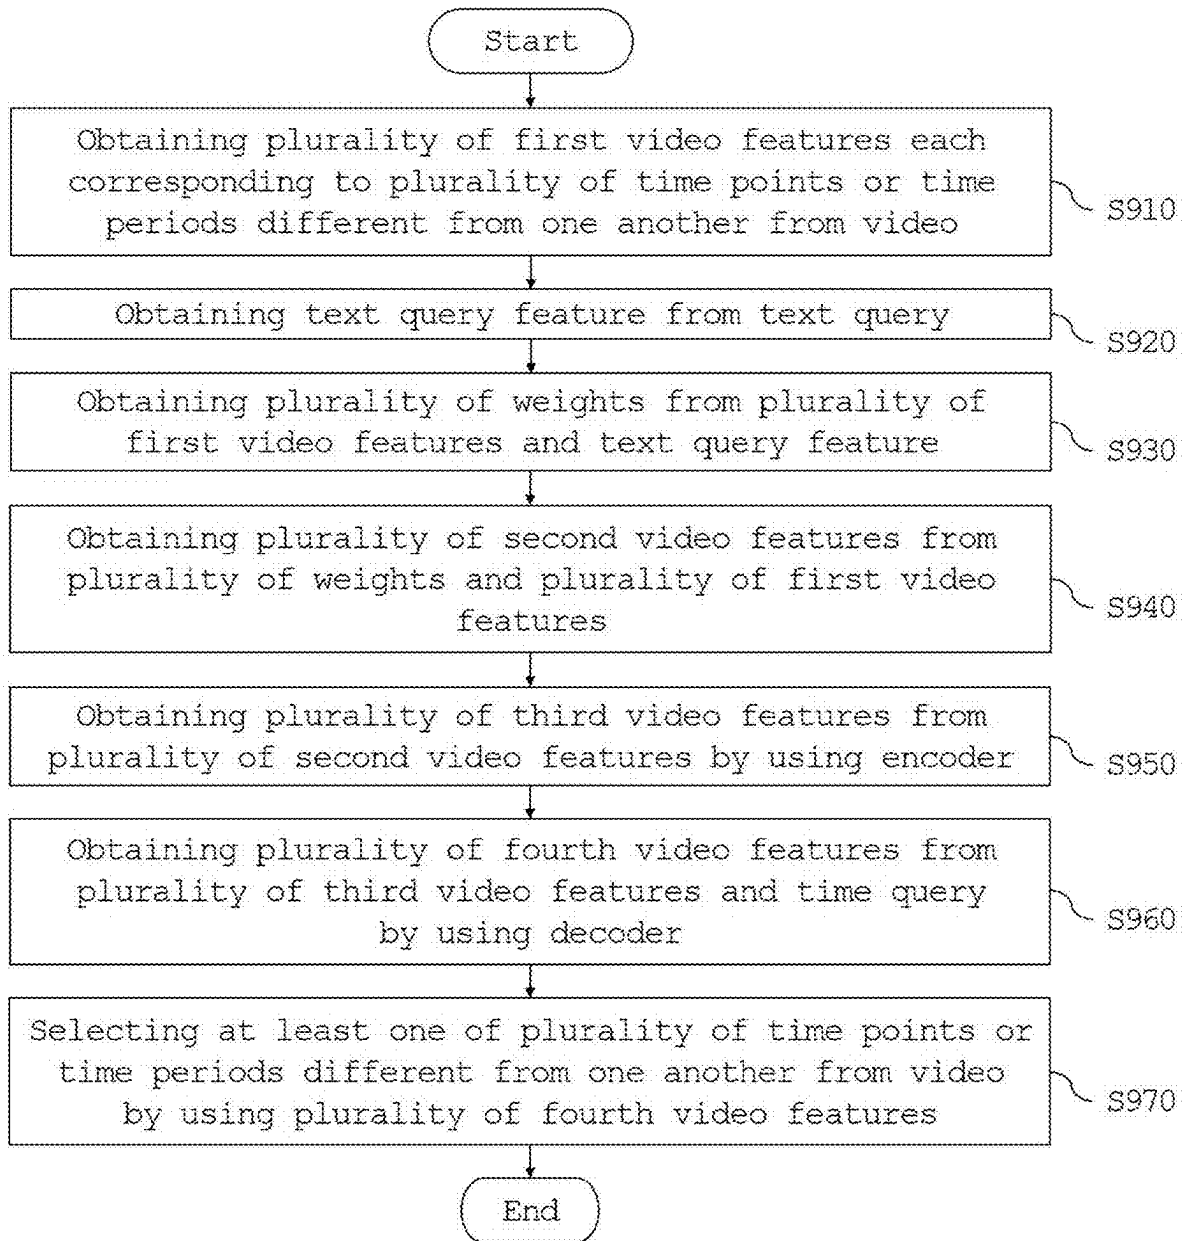 Start
Obtaining plurality of first video features each
corresponding to plurality of time points or time
periods different from one another from video
S910
Obtaining text query feature from text query
S920
Obtaining plurality of weights from plurality of
first video features and text query feature
S930
Obtaining plurality of second video features from
plurality of weights and plurality of first video
features
S940
Obtaining plurality of third video features from
plurality of second video features by using encoder
S950
Obtaining plurality of fourth video features from
plurality of third video features and time query
by using decoder
S960
Selecting at least one of plurality of time points or
time periods different from one another from video
by using plurality of fourth video features
S970
End